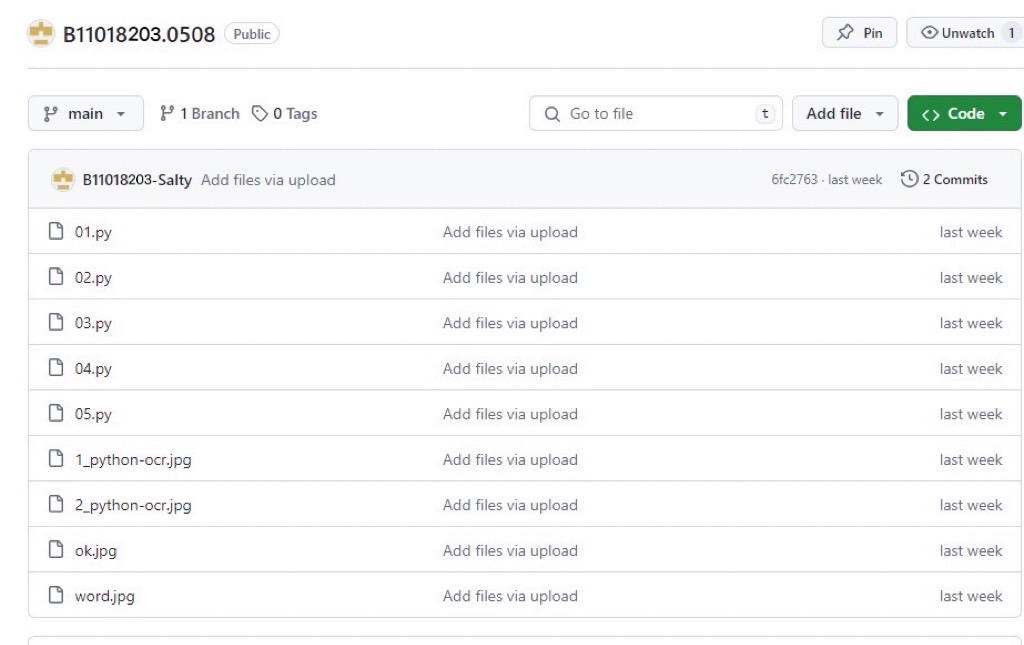 B11018203.0508 Public Pin Unwatch 1
main 1 Branch 0 Tags Go to file t Add file Code
B11018203-Salty Add files via upload 6fc2763 · last week 2 Commits
01.py Add files via upload last week
02.py Add files via upload last week
03.py Add files via upload last week
04.py Add files via upload last week
05.py Add files via upload last week
1_python-ocr.jpg Add files via upload last week
2_python-ocr.jpg Add files via upload last week
ok.jpg Add files via upload last week
word.jpg Add files via upload last week